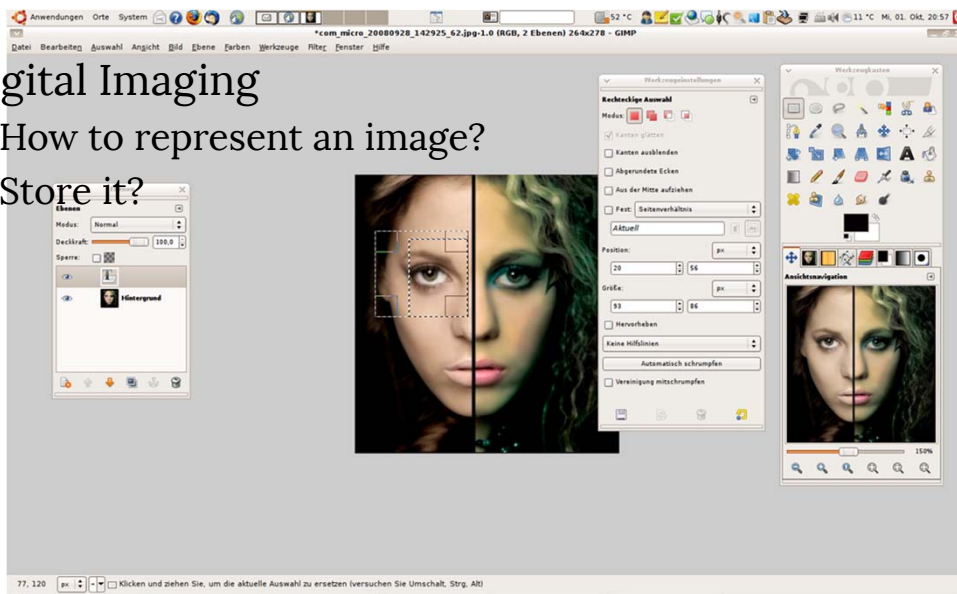 Anwendungen Orte System
52 °C
11 °C Mi, 01. Okt, 20:57
*com_micro_20080928_142925_62.jpg-1.0 (RGB, 2 Ebenen) 264x278 – GIMP
Datei Bearbeiten Auswahl Ansicht Bild Ebene Farben Werkzeuge Filter Fenster Hilfe
gital Imaging
How to represent an image?
Store it?
Ebenen
Modus: Normal
Deckkraft: 100,0
Sperre:
Hintergrund
Werkzeugeinstellungen
Rechteckige Auswahl
Modus:
Kanten glätten
Kanten ausblenden
Abgerundete Ecken
Aus der Mitte aufziehen
Fest: Seitenverhältnis
Aktuell
Position: px
20 56
Größe: px
93 86
Hervorheben
Keine Hilfslinien
Automatisch schrumpfen
Vereinigung mitschrumpfen
Werkzeugkasten
Ansichtsnavigation
150%
77, 120 px Klicken und ziehen Sie, um die aktuelle Auswahl zu ersetzen (versuchen Sie Umschalt, Strg, Alt)